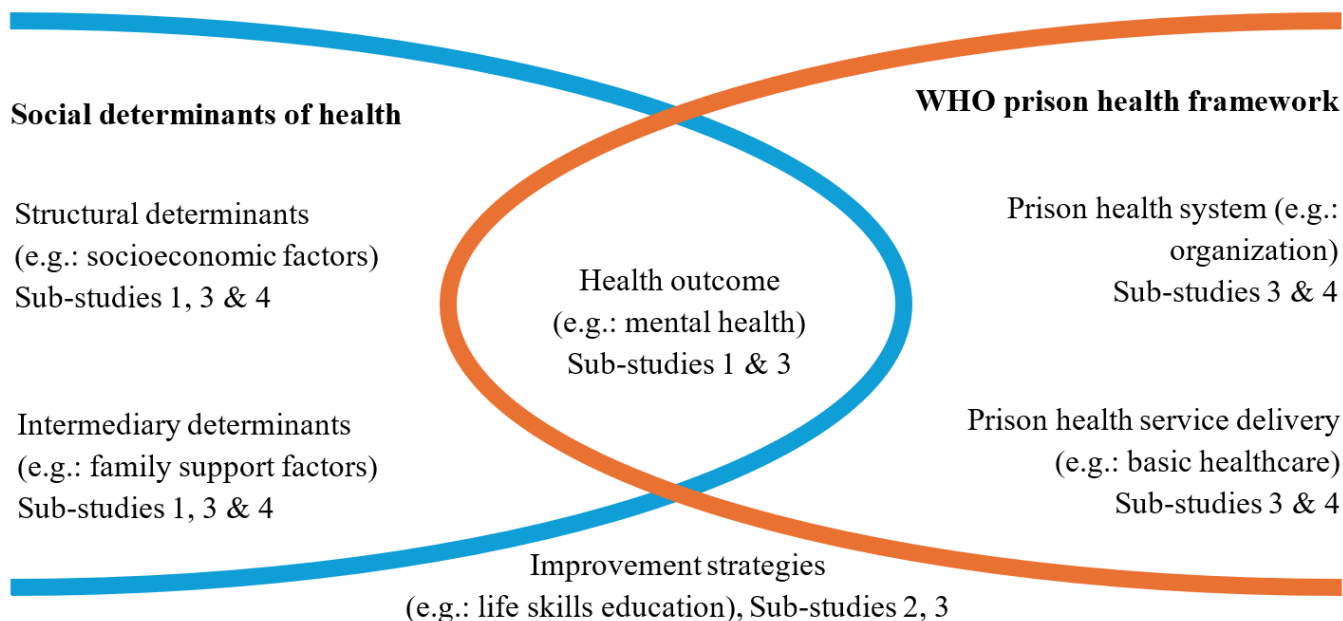 Social determinants of health
Structural determinants
(e.g.: socioeconomic factors)
Sub-studies 1, 3 & 4
Intermediary determinants
(e.g.: family support factors)
Sub-studies 1, 3 & 4
Health outcome
(e.g.: mental health)
Sub-studies 1 & 3
WHO prison health framework
Prison health system (e.g.:
organization)
Sub-studies 3 & 4
Prison health service delivery
(e.g.: basic healthcare)
Sub-studies 3 & 4
Improvement strategies
(e.g.: life skills education), Sub-studies 2, 3